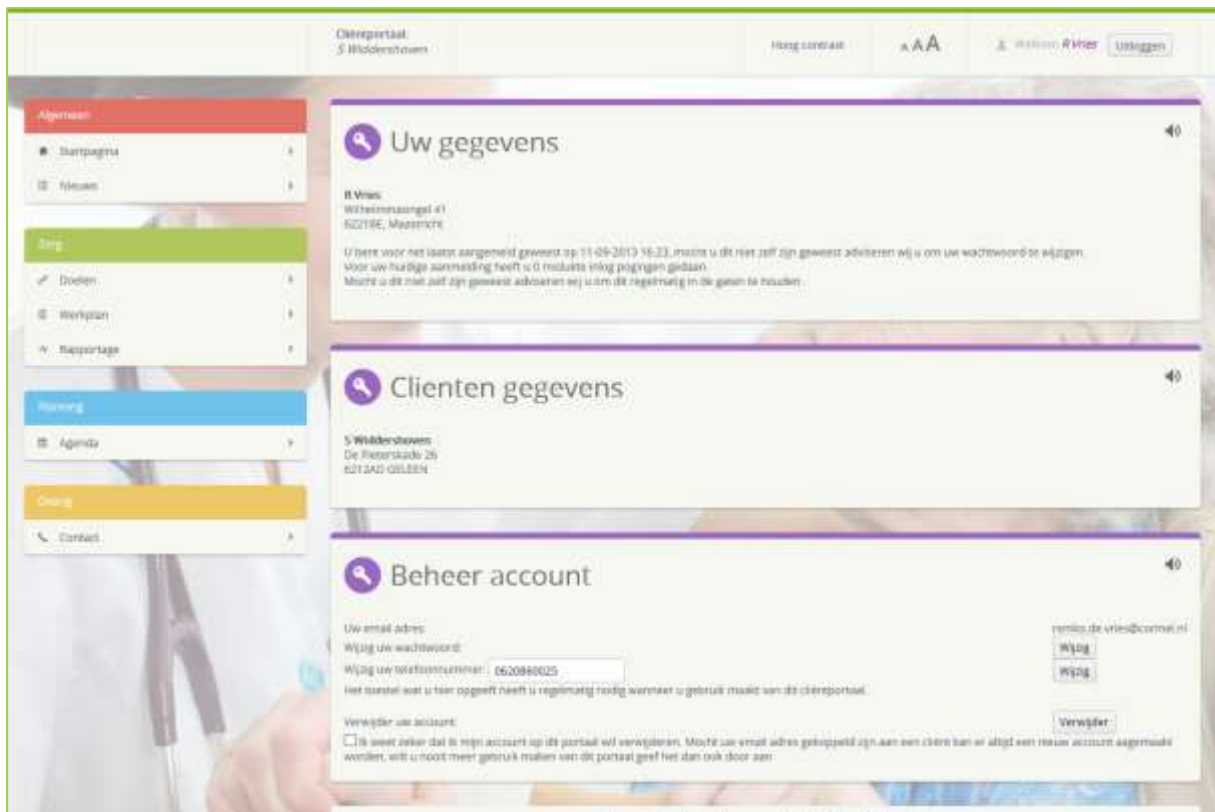 Cliëntportaal
S Widdershoven
Hoog contrast
A A A
Welkom R Vries
Uitloggen
Algemeen
Startpagina
Nieuws
Zorg
Doelen
Werkplan
Rapportage
Planning
Agenda
Overig
Contact
Uw gegevens
R Vries
Wilhelminasingel 41
6221BE, Maastricht
U bent voor het laatst aangemeld geweest op 11-09-2013 16:23, mocht u dit niet zelf zijn geweest adviseren wij u om uw wachtwoord te wijzigen.
Voor uw huidige aanmelding heeft u 0 mislukte inlog pogingen gedaan.
Mocht u dit niet zelf zijn geweest adviseren wij u om dit regelmatig in de gaten te houden
Clienten gegevens
S Widdershoven
De Pieterskade 26
6212AD GELEEN
Beheer account
Uw email adres:
remko.de.vries@cormel.nl
Wijzig uw wachtwoord:
Wijzig
Wijzig uw telefoonnummer: 0620860025
Wijzig
Het toestel wat u hier opgeeft heeft u regelmatig nodig wanneer u gebruik maakt van dit cliëntportaal.
Verwijder uw account:
Verwijder
Ik weet zeker dat ik mijn account op dit portaal wil verwijderen. Mocht uw email adres gekoppeld zijn aan een cliënt kan er altijd een nieuw account aagemaakt
worden, wilt u nooit meer gebruik maken van dit portaal geef het dan ook door aan